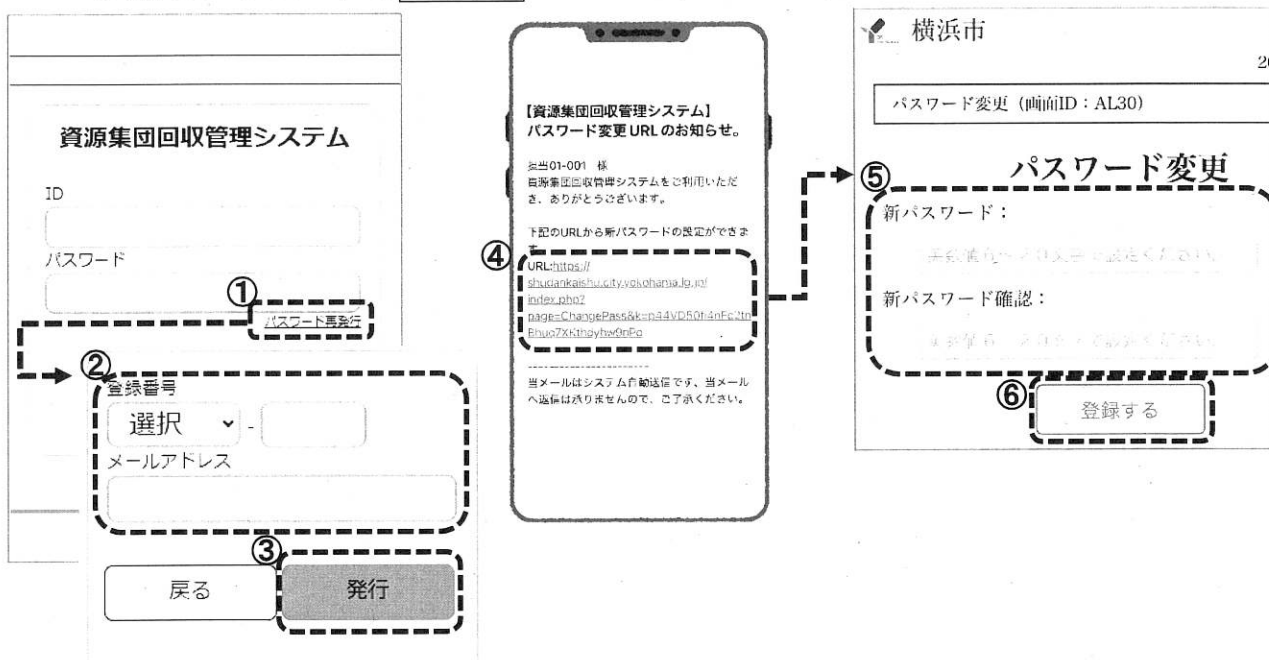 資源集団回収管理システム
ID
パスワード
①
パスワード再発行
②
登録番号
選択 -
メールアドレス
③
戻る
発行
【資源集団回収管理システム】
パスワード変更URLのお知らせ。
担当01-001 様
資源集団回収管理システムをご利用いただ
き、ありがとうございます。
下記のURLから新パスワードの設定ができま
す
④
URL:https://
shudankaishu.city.yokohama.lg.jp/
index.php?
当メールはシステム自動送信です、当メール
へ返信は承りませんので、ご了承ください。
横浜市
パスワード変更(画面ID:AL30)
⑤
パスワード変更
新パスワード:
新パスワード確認:
⑥
登録する